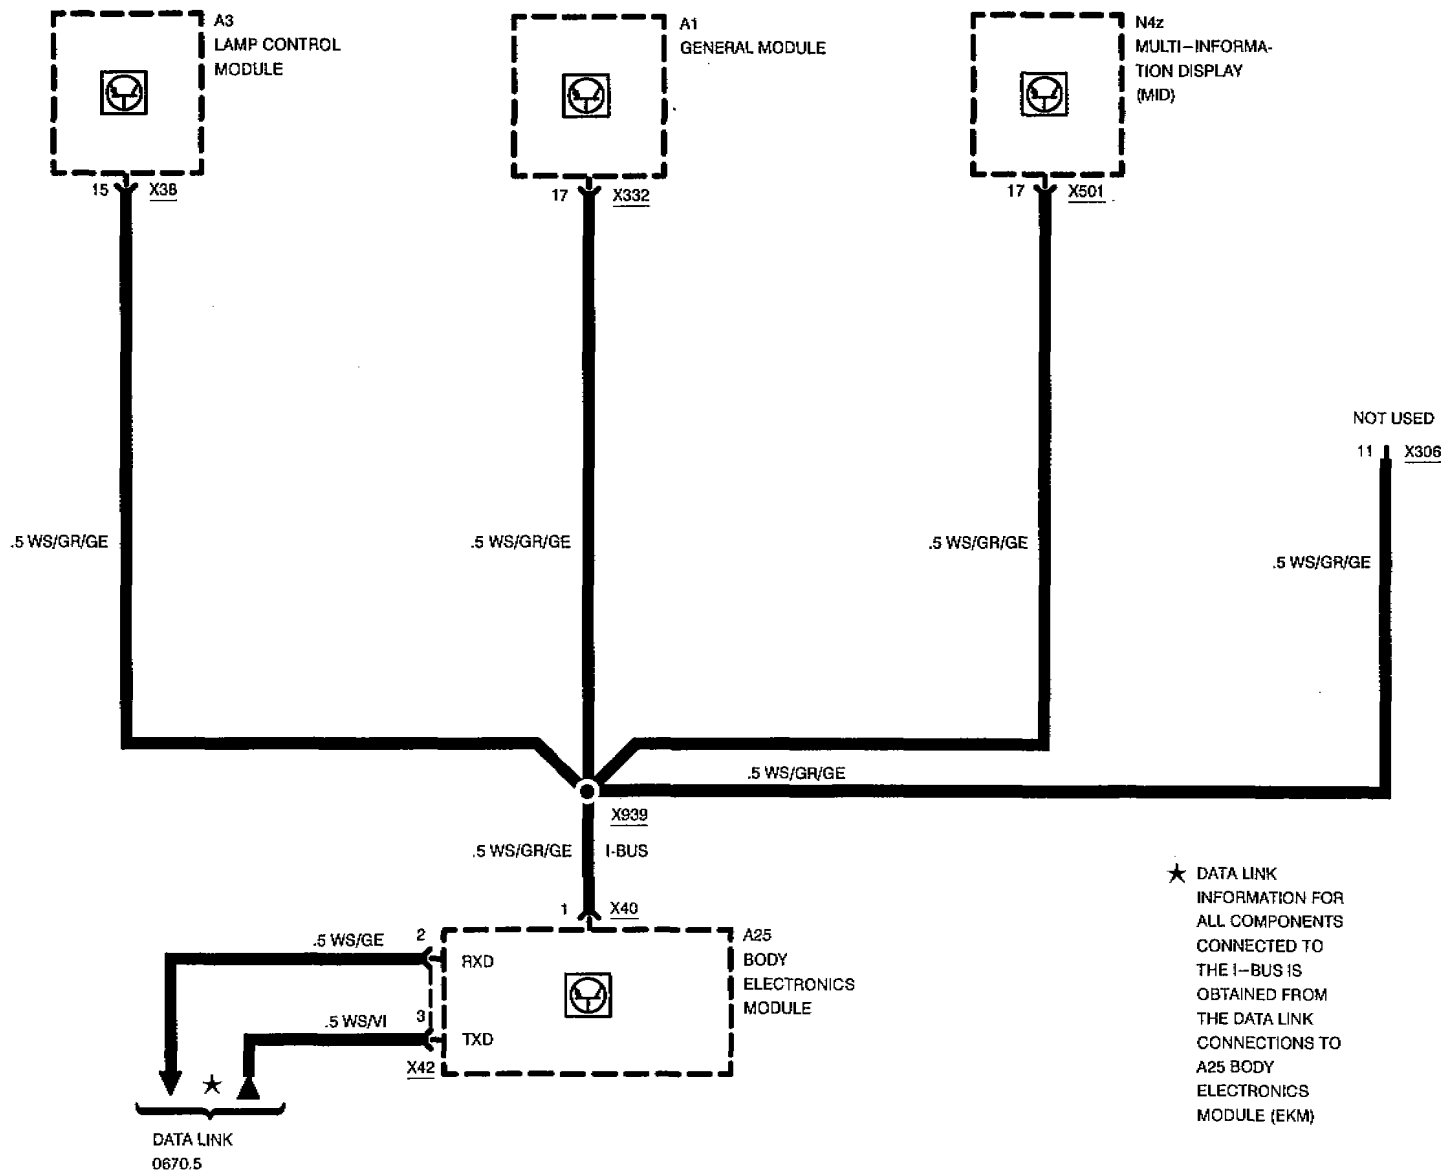 A3
LAMP CONTROL
MODULE
A1
GENERAL MODULE
N4z
MULTI-INFORMA-
TION DISPLAY
(MID)
15 X38
17 X332
17 X501
NOT USED
11 X306
.5 WS/GR/GE
.5 WS/GR/GE
.5 WS/GR/GE
.5 WS/GR/GE
.5 WS/GR/GE
X939
.5 WS/GR/GE I-BUS
1 X40
A25
BODY
ELECTRONICS
MODULE
.5 WS/GE 2
RXD
.5 WS/VI 3
TXD
X42
★
DATA LINK
0670.5
★ DATA LINK
INFORMATION FOR
ALL COMPONENTS
CONNECTED TO
THE I-BUS IS
OBTAINED FROM
THE DATA LINK
CONNECTIONS TO
A25 BODY
ELECTRONICS
MODULE (EKM)